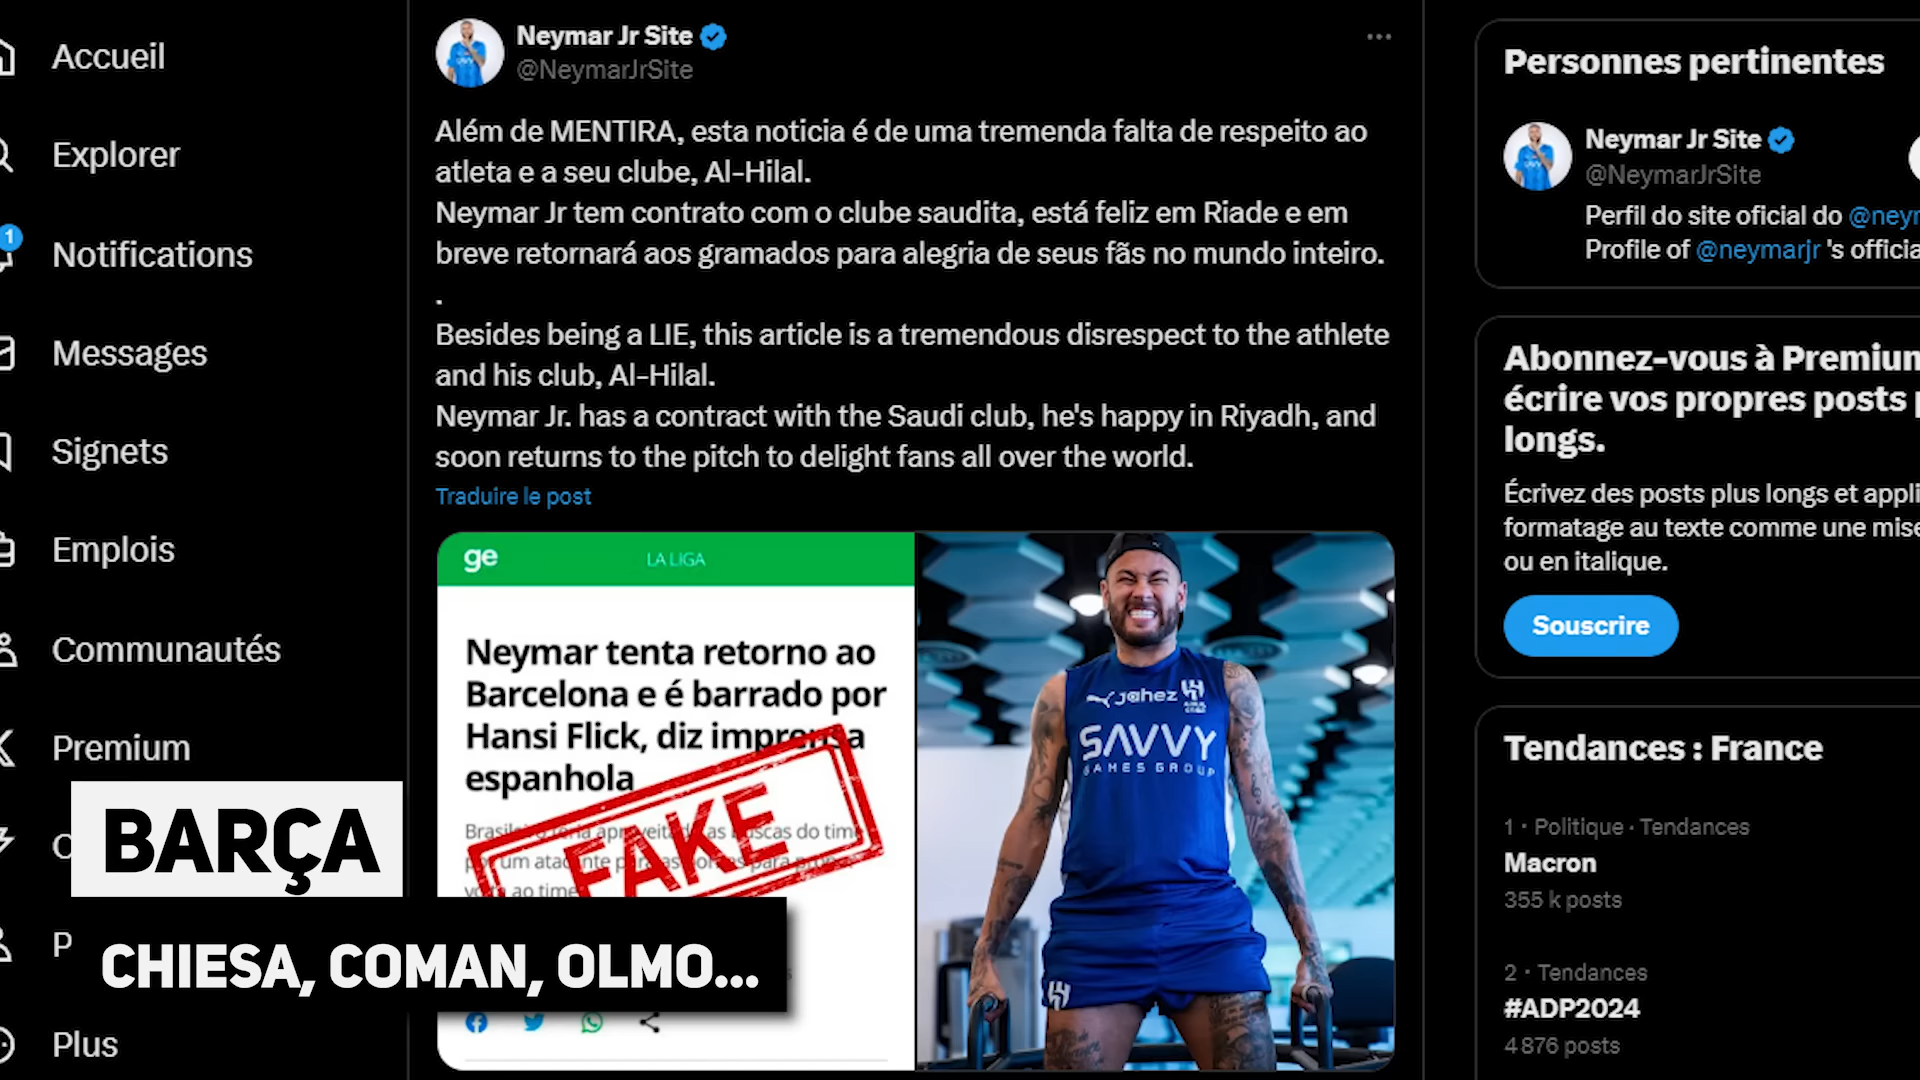 Accueil
Explorer
1
Notifications
Messages
Signets
Emplois
Communautés
Premium
P
Plus
Neymar Jr Site
@NeymarJrSite
Além de MENTIRA, esta noticia é de uma tremenda falta de respeito ao
atleta e a seu clube, Al-Hilal.
Neymar Jr tem contrato com o clube saudita, está feliz em Riade e em
breve retornará aos gramados para alegria de seus fãs no mundo inteiro.
.
Besides being a LIE, this article is a tremendous disrespect to the athlete
and his club, Al-Hilal.
Neymar Jr. has a contract with the Saudi club, he's happy in Riyadh, and
soon returns to the pitch to delight fans all over the world.
Traduire le post
ge
LA LIGA
Neymar tenta retorno ao
Barcelona e é barrado por
Hansi Flick, diz imprensa
espanhola
FAKE
jahez
SAVVY
GAMES GROUP
BARÇA
CHIESA, COMAN, OLMO...
Personnes pertinentes
Neymar Jr Site
@NeymarJrSite
Perfil do site oficial do @neyr
Profile of @neymarjr 's officia
Abonnez-vous à Premium
écrire vos propres posts p
longs.
Écrivez des posts plus longs et appli
formatage au texte comme une mise
ou en italique.
Souscrire
Tendances : France
1 · Politique · Tendances
Macron
355 k posts
2 · Tendances
#ADP2024
4 876 posts